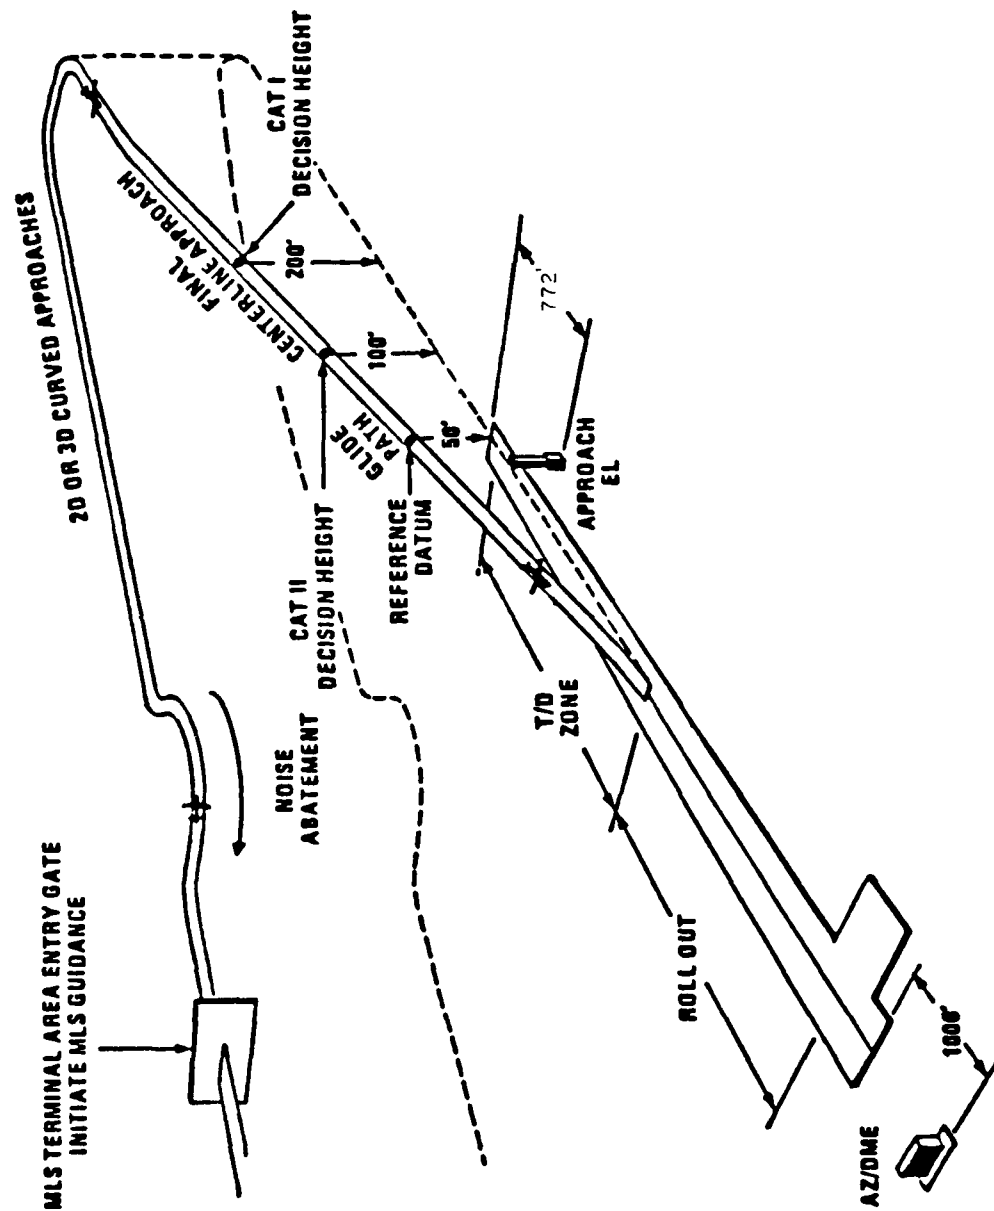 MLS TERMINAL AREA ENTRY GATE
INITIATE MLS GUIDANCE
2D OR 3D CURVED APPROACHES
NOISE
ABATEMENT
FINAL
CENTERLINE APPROACH
CAT I
DECISION HEIGHT
200'
100'
CAT II
DECISION HEIGHT
GLIDE
PATH
REFERENCE
DATUM
50'
772'
APPROACH
EL
T/D
ZONE
ROLL OUT
1000'
AZ/DME